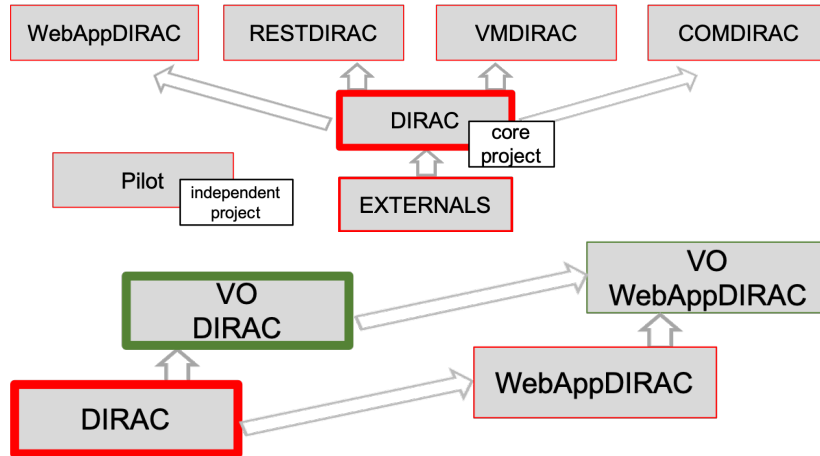 WebAppDIRAC
RESTDIRAC
VMDIRAC
COMDIRAC
DIRAC
core
project
Pilot
independent
project
EXTERNALS
VO
DIRAC
VO
WebAppDIRAC
DIRAC
WebAppDIRAC